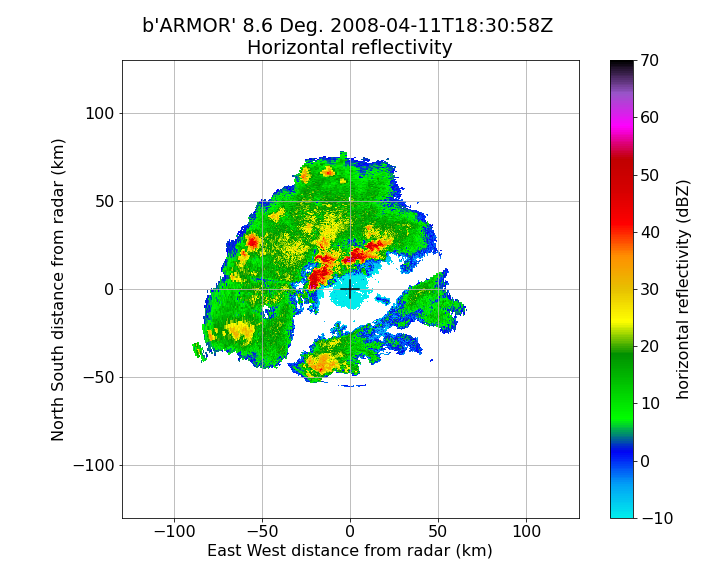 b'ARMOR' 8.6 Deg. 2008-04-11T18:30:58Z
Horizontal reflectivity
100
50
0
−50
−100
North South distance from radar (km)
−100 −50 0 50 100
East West distance from radar (km)
70
60
50
40
30
20
10
0
−10
horizontal reflectivity (dBZ)